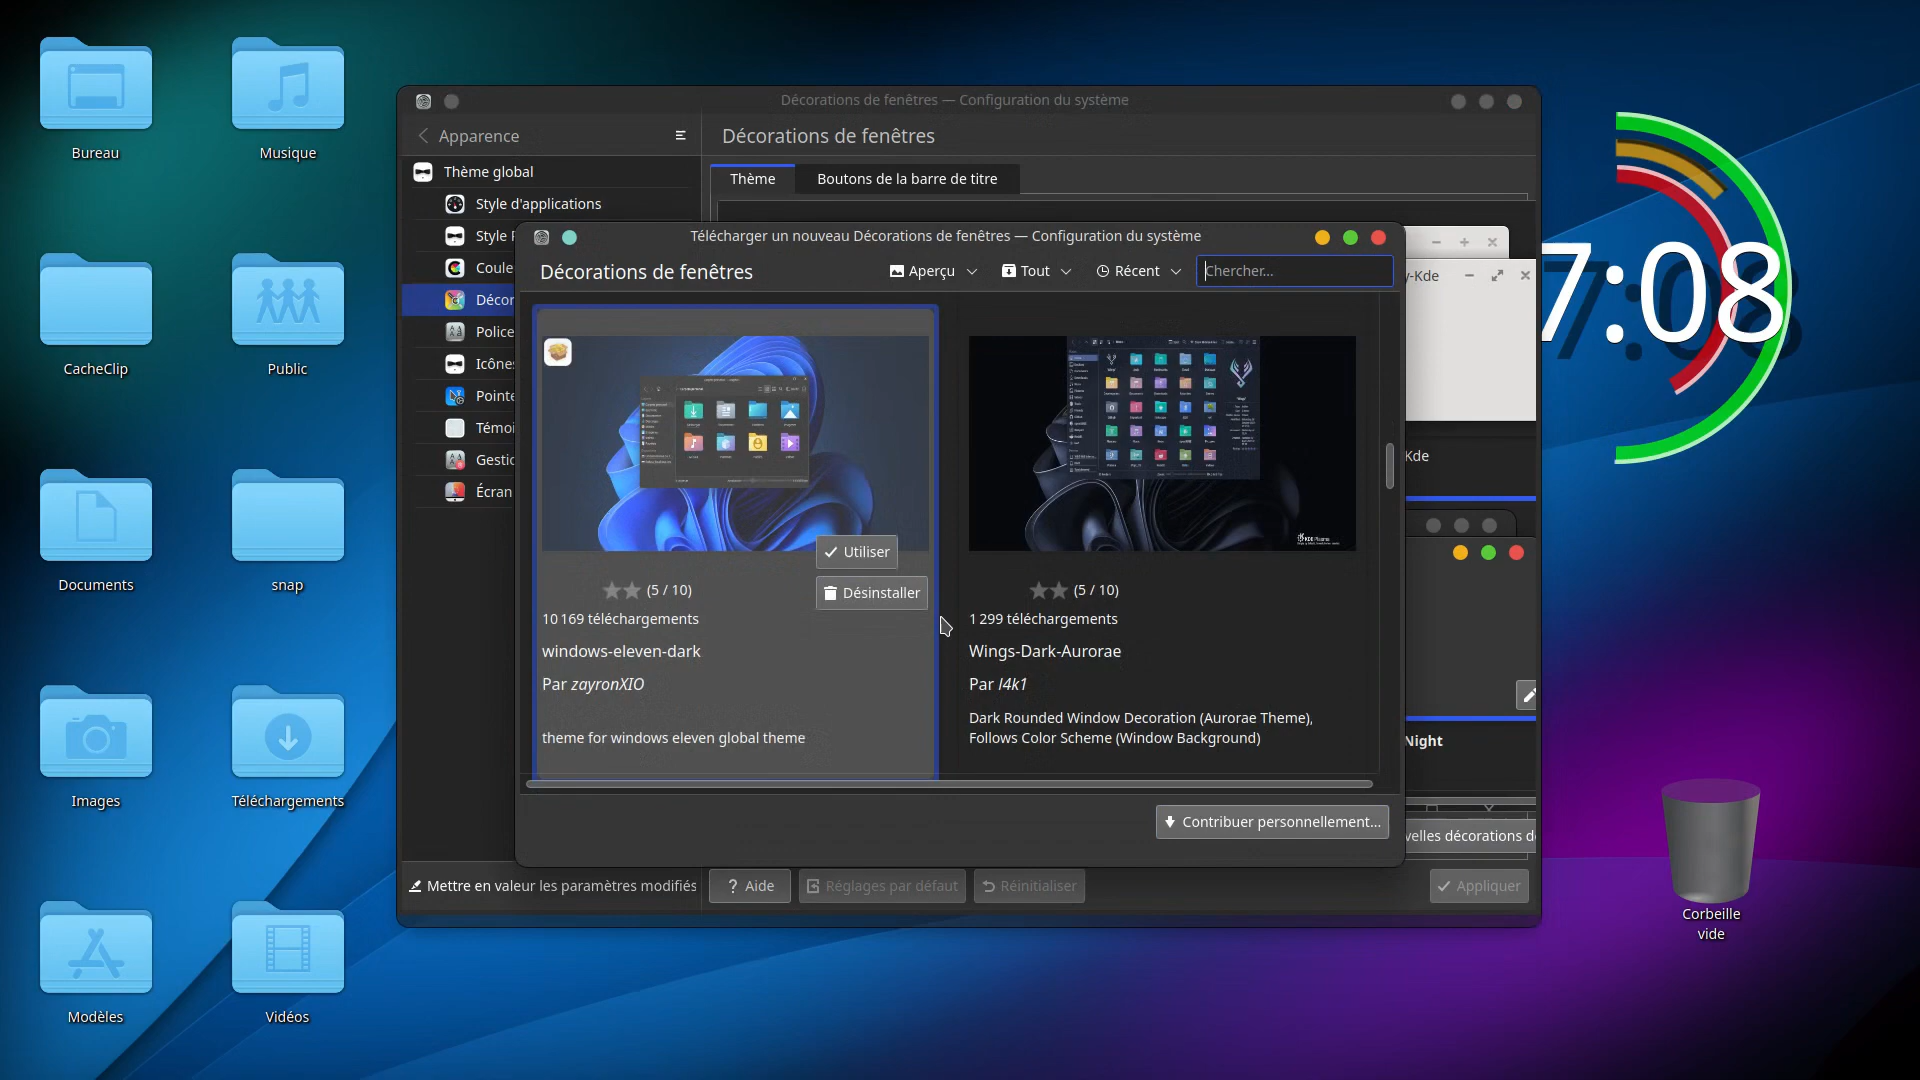 Bureau
Musique
CacheClip
Public
Documents
snap
Images
Téléchargements
Modèles
Vidéos
Décorations de fenêtres — Configuration du système
Apparence
Décorations de fenêtres
Thème global
Style d'applications
Style
Coule
Décor
Police
Icônes
Pointe
Témoi
Gestic
Écran
Thème
Boutons de la barre de titre
Télécharger un nouveau Décorations de fenêtres — Configuration du système
Décorations de fenêtres
Aperçu
Tout
Récent
Chercher...
Utiliser
Désinstaller
(5 / 10)
10 169 téléchargements
windows-eleven-dark
Par zayronXIO
theme for windows eleven global theme
KDE Plasma
(5 / 10)
1 299 téléchargements
Wings-Dark-Aurorae
Par l4k1
Dark Rounded Window Decoration (Aurorae Theme),
Follows Color Scheme (Window Background)
Contribuer personnellement...
y-Kde
Kde
Night
velles décorations d
Mettre en valeur les paramètres modifiés
? Aide
Réglages par défaut
Réinitialiser
Appliquer
7:08
Corbeille
vide